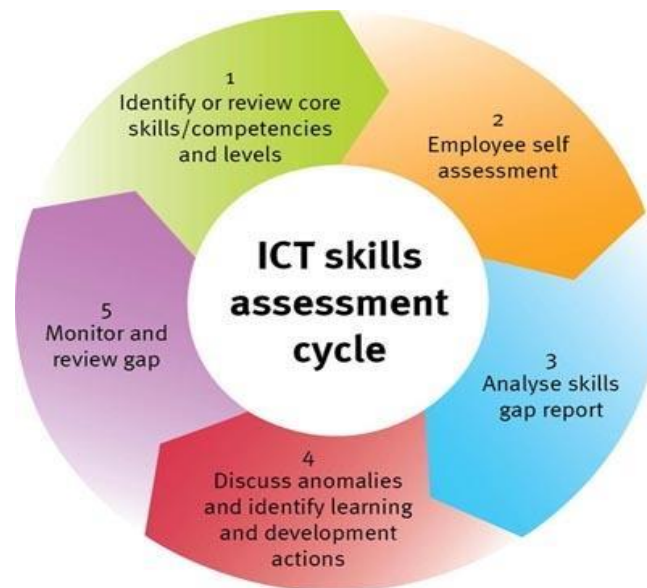 1
Identify or review core
skills/competencies
and levels
2
Employee self
assessment
ICT skills
assessment
cycle
3
Analyse skills
gap report
4
Discuss anomalies
and identify learning
and development
actions
5
Monitor and
review gap